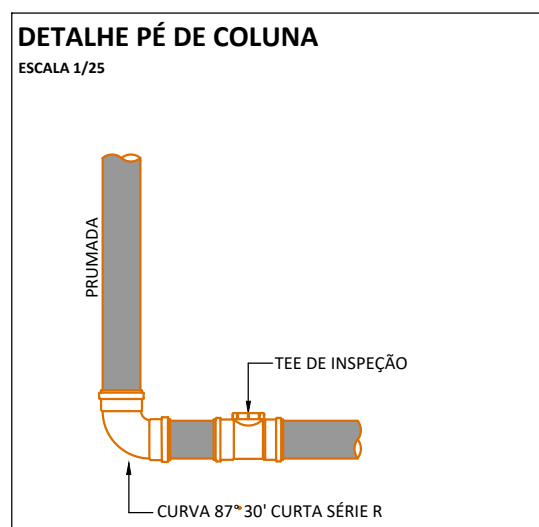 DETALHE PÉ DE COLUNA
ESCALA 1/25
PRUMADA
TEE DE INSPEÇÃO
CURVA 87°30' CURTA SÉRIE R